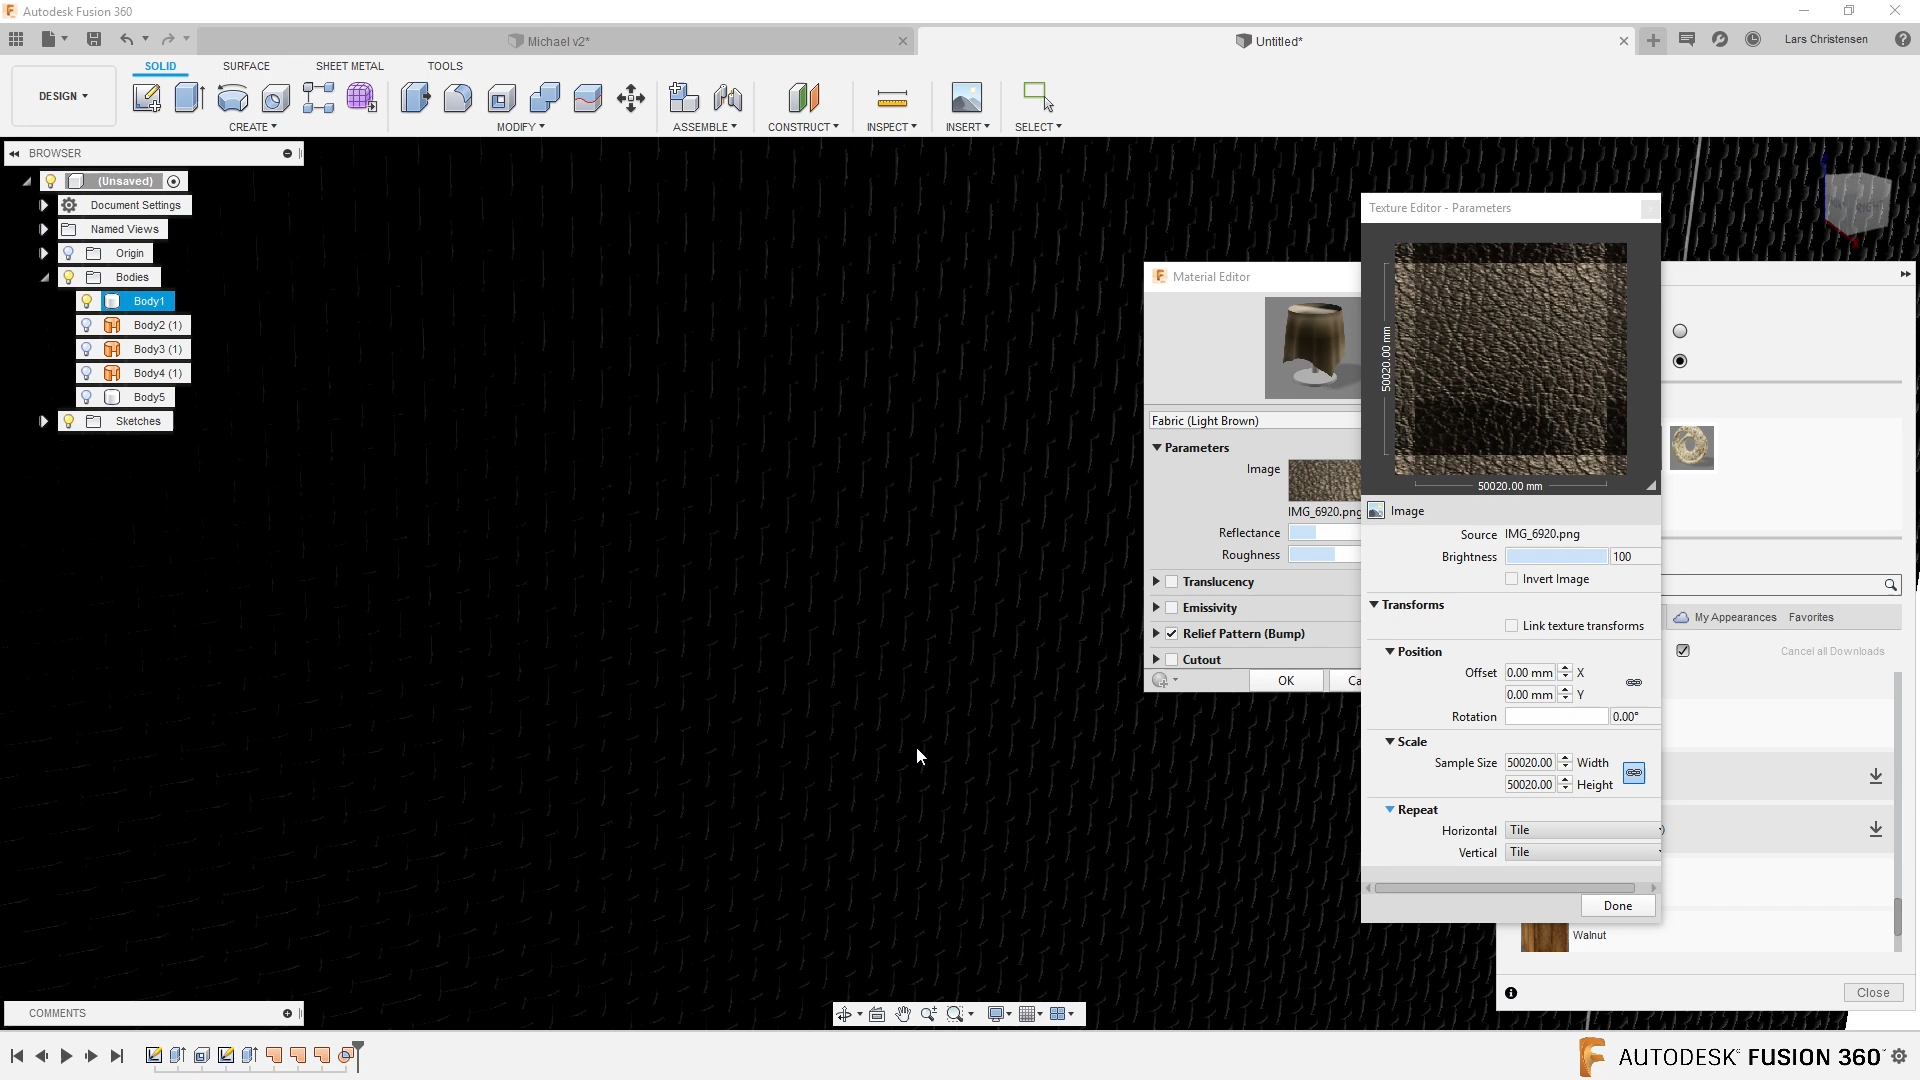 Autodesk Fusion 360
Michael v2*
Untitled*
Lars Christensen
DESIGN
SOLID
SURFACE
SHEET METAL
TOOLS
CREATE
MODIFY
ASSEMBLE
CONSTRUCT
INSPECT
INSERT
SELECT
BROWSER
(Unsaved)
Document Settings
Named Views
Origin
Bodies
Body1
Body2 (1)
Body3 (1)
Body4 (1)
Body5
Sketches
Material Editor
Fabric (Light Brown)
Parameters
Image
IMG_6920.png
Reflectance
Roughness
Translucency
Emissivity
Relief Pattern (Bump)
Cutout
OK
Ca
Texture Editor - Parameters
50020.00 mm
50020.00 mm
Image
Source IMG_6920.png
Brightness 100
Invert Image
Transforms
Link texture transforms
Position
Offset 0.00 mm X
0.00 mm Y
Rotation 0.00°
Scale
Sample Size 50020.00 Width
50020.00 Height
Repeat
Horizontal Tile
Vertical Tile
Done
My Appearances Favorites
Cancel all Downloads
Walnut
Close
COMMENTS
AUTODESK FUSION 360